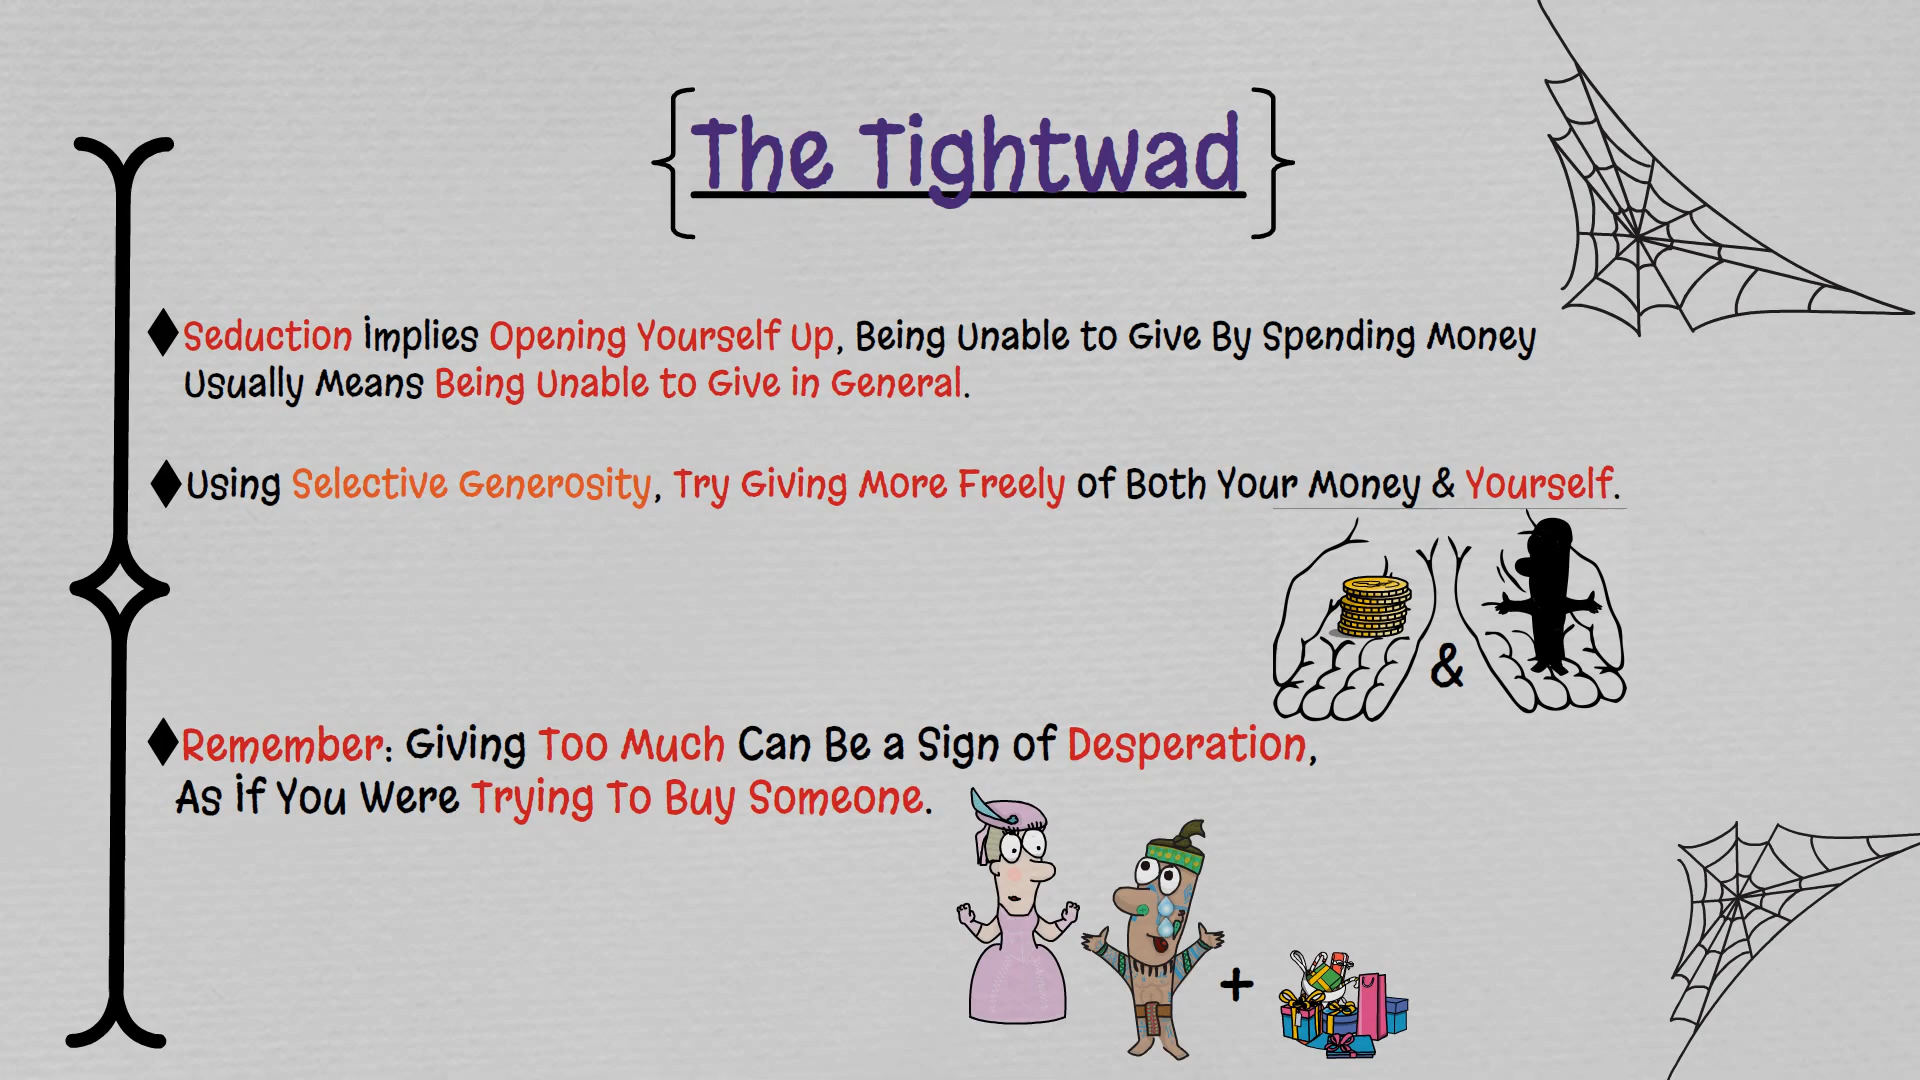 The Tightwad
Seduction Implies Opening Yourself Up, Being Unable to Give By Spending Money
Usually Means Being Unable to Give in General.
Using Selective Generosity, Try Giving More Freely of Both Your Money & Yourself.
&
Remember: Giving Too Much Can Be a Sign of Desperation,
As if You Were Trying To Buy Someone.
+